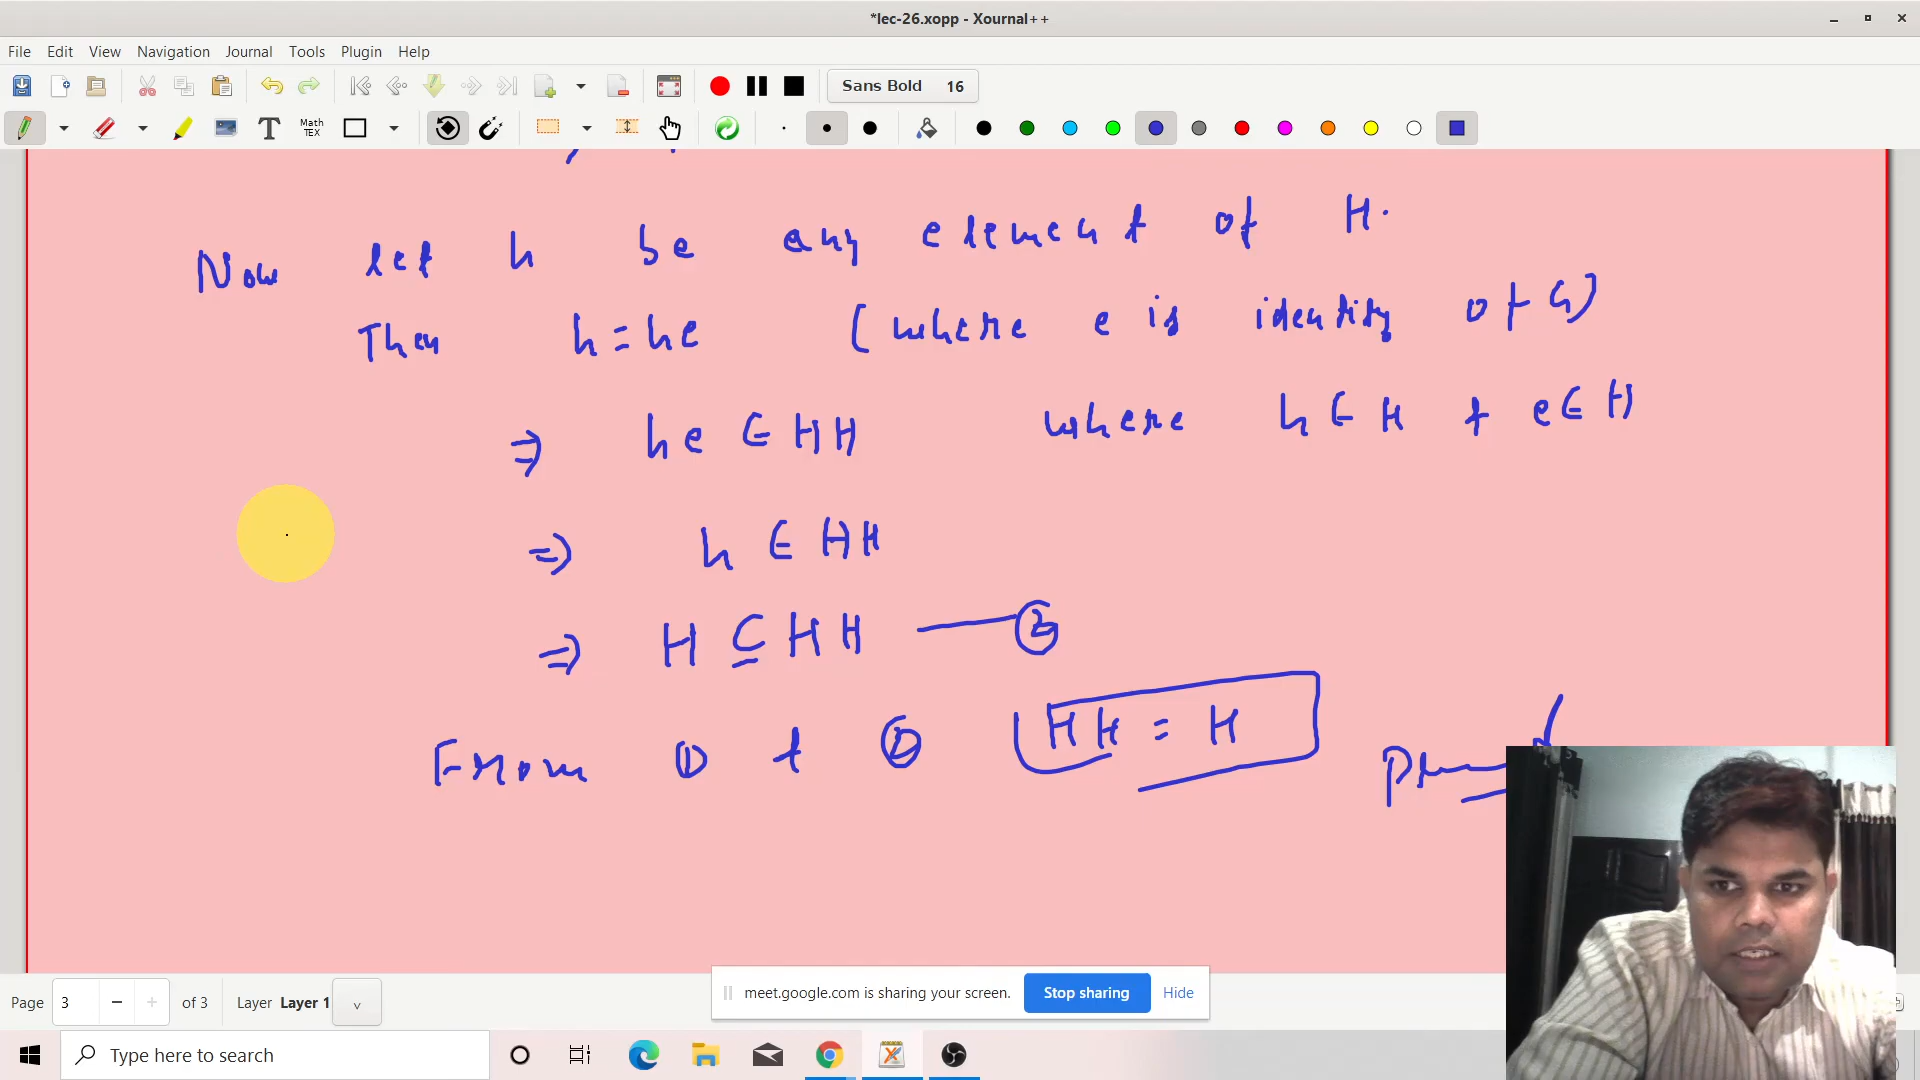 *lec-26.xopp - Xournal++
File Edit View Navigation Journal Tools Plugin Help
Sans Bold 16
Math TEX
Now let h be any element of H.
Then h = he (where e is identity of G)
⇒ he ∈ HH where h ∈ H & e ∈ H
⇒ h ∈ HH
⇒ H ⊆ HH — ②
From ① & ② HH = H
Page 3 of 3 Layer Layer 1
meet.google.com is sharing your screen. Stop sharing Hide
Type here to search